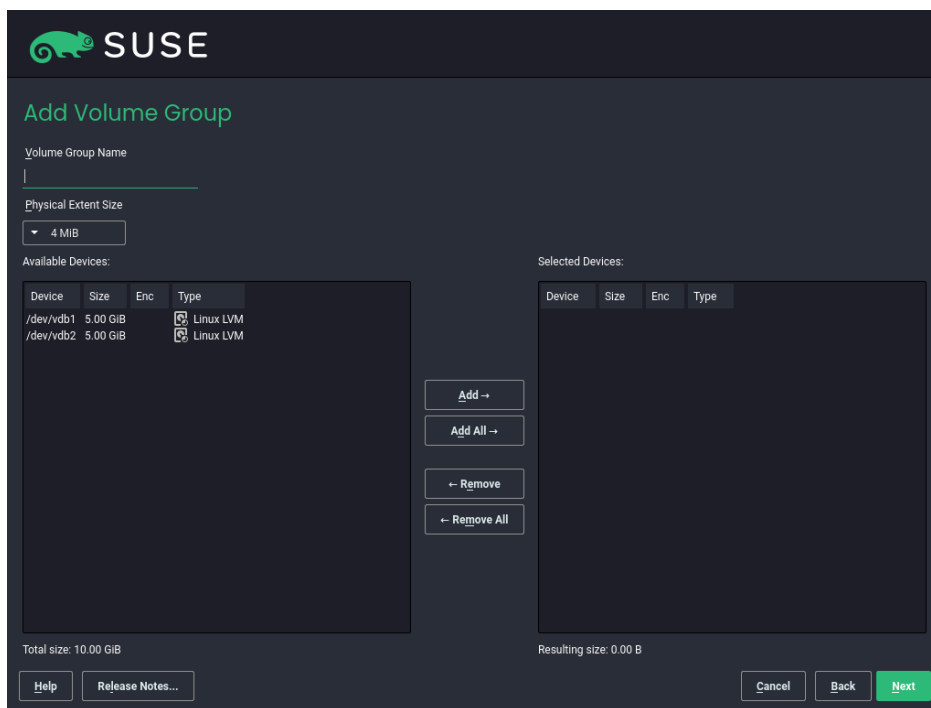 SUSE
Add Volume Group
Volume Group Name
Physical Extent Size
4 MiB
Available Devices:
Device Size Enc Type
/dev/vdb1 5.00 GiB Linux LVM
/dev/vdb2 5.00 GiB Linux LVM
Total size: 10.00 GiB
Add →
Add All →
← Remove
← Remove All
Selected Devices:
Device Size Enc Type
Resulting size: 0.00 B
Help Release Notes... Cancel Back Next